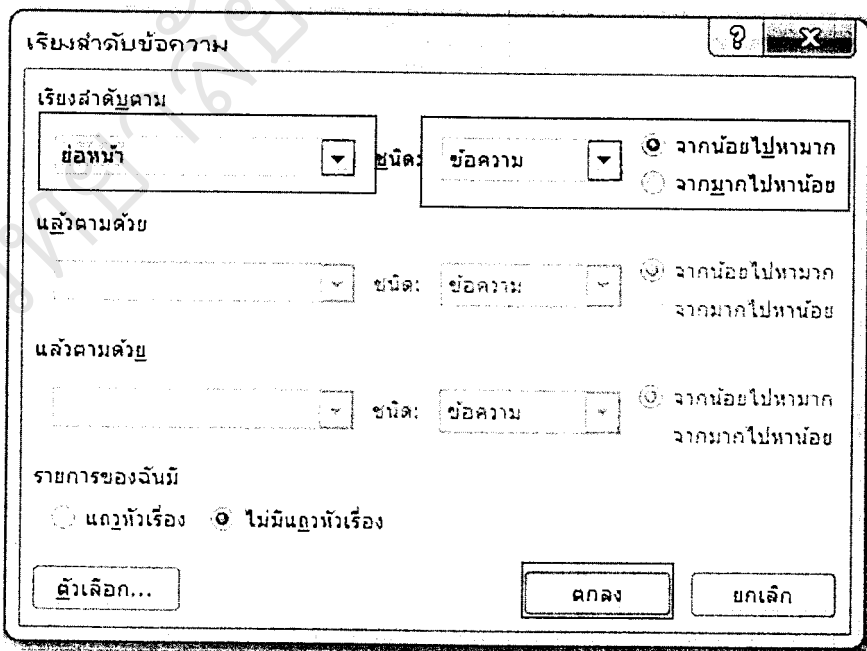 เรียงลำดับข้อความ
เรียงลำดับตาม
ย่อหน้า ชนิด: ข้อความ จากน้อยไปหามาก
จากมากไปหาน้อย
แล้วตามด้วย
ชนิด: ข้อความ จากน้อยไปหามาก
จากมากไปหาน้อย
แล้วตามด้วย
ชนิด: ข้อความ จากน้อยไปหามาก
จากมากไปหาน้อย
รายการของฉันมี
แถวหัวเรื่อง ไม่มีแถวหัวเรื่อง
ตัวเลือก... ตกลง ยกเลิก